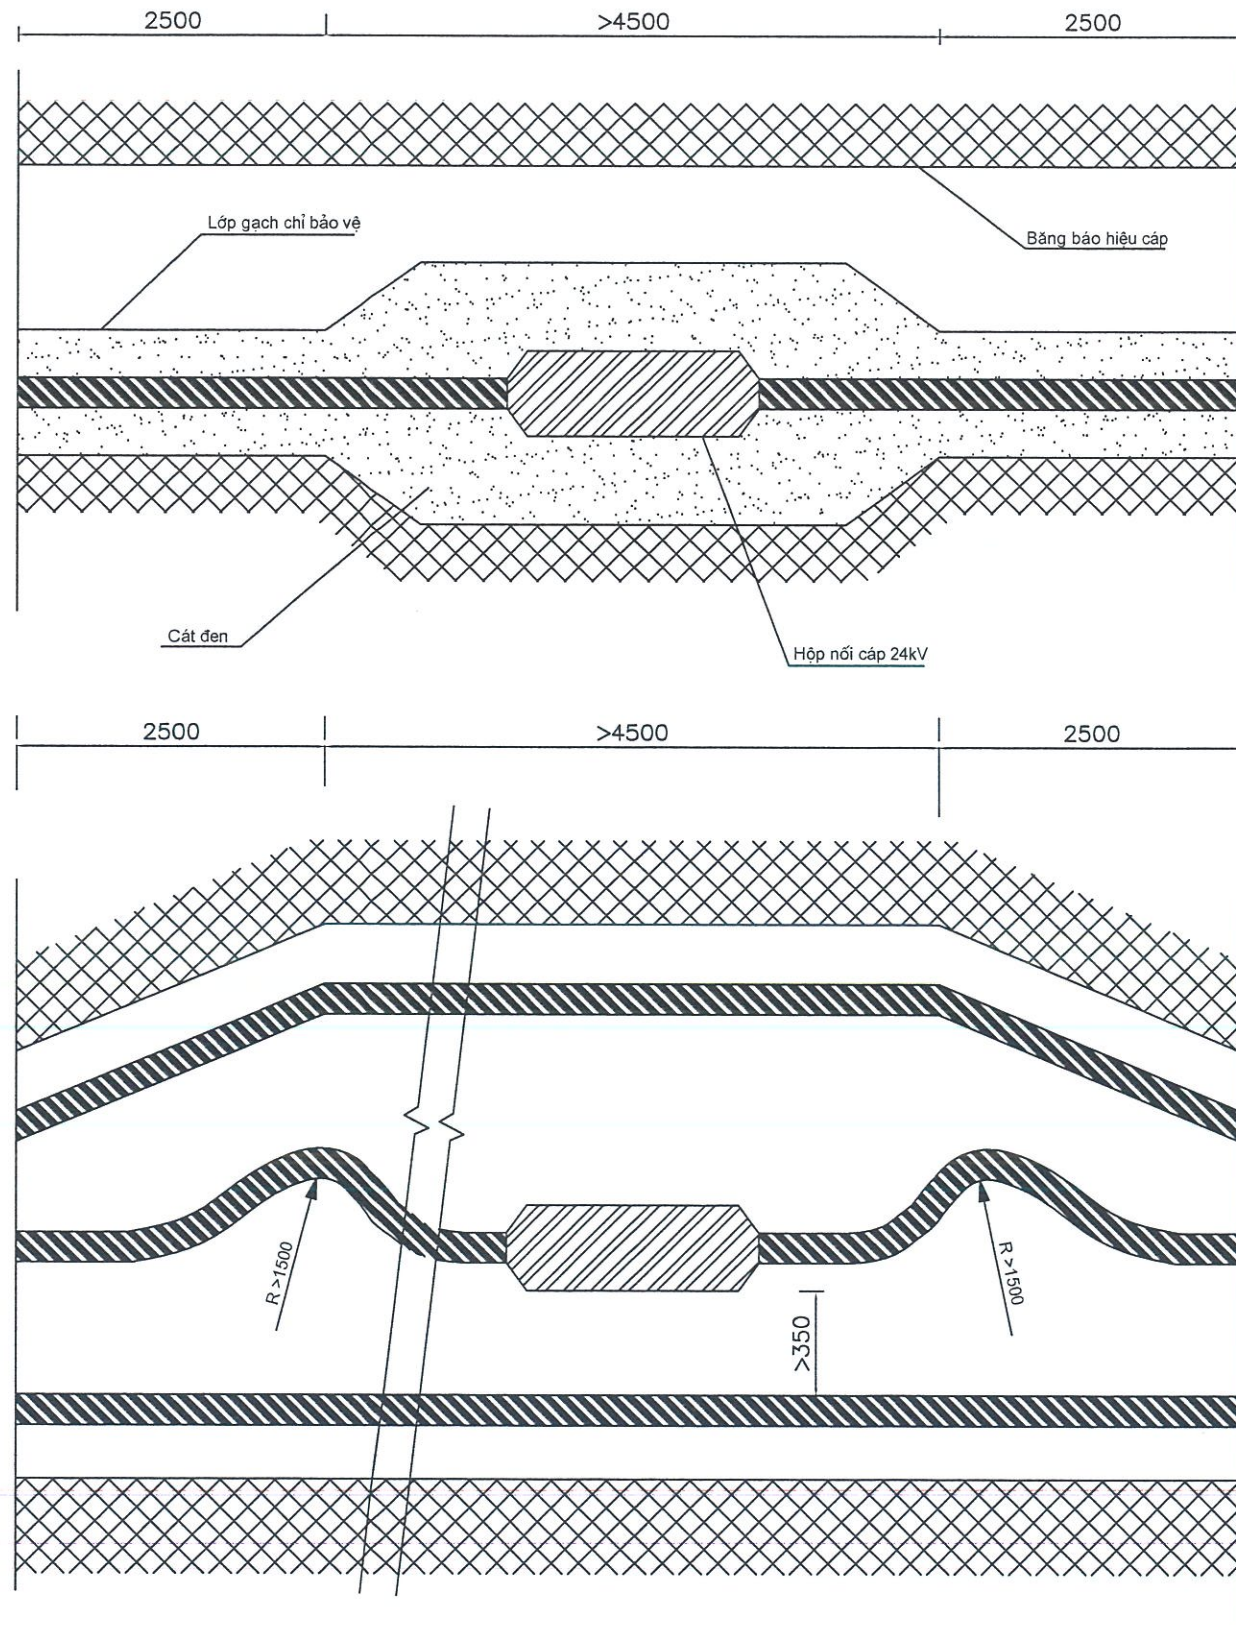 2500
>4500
2500
Lớp gạch chỉ bảo vệ
Băng báo hiệu cáp
Cát đen
Hộp nối cáp 24kV
2500
>4500
2500
R >1500
R >1500
>350